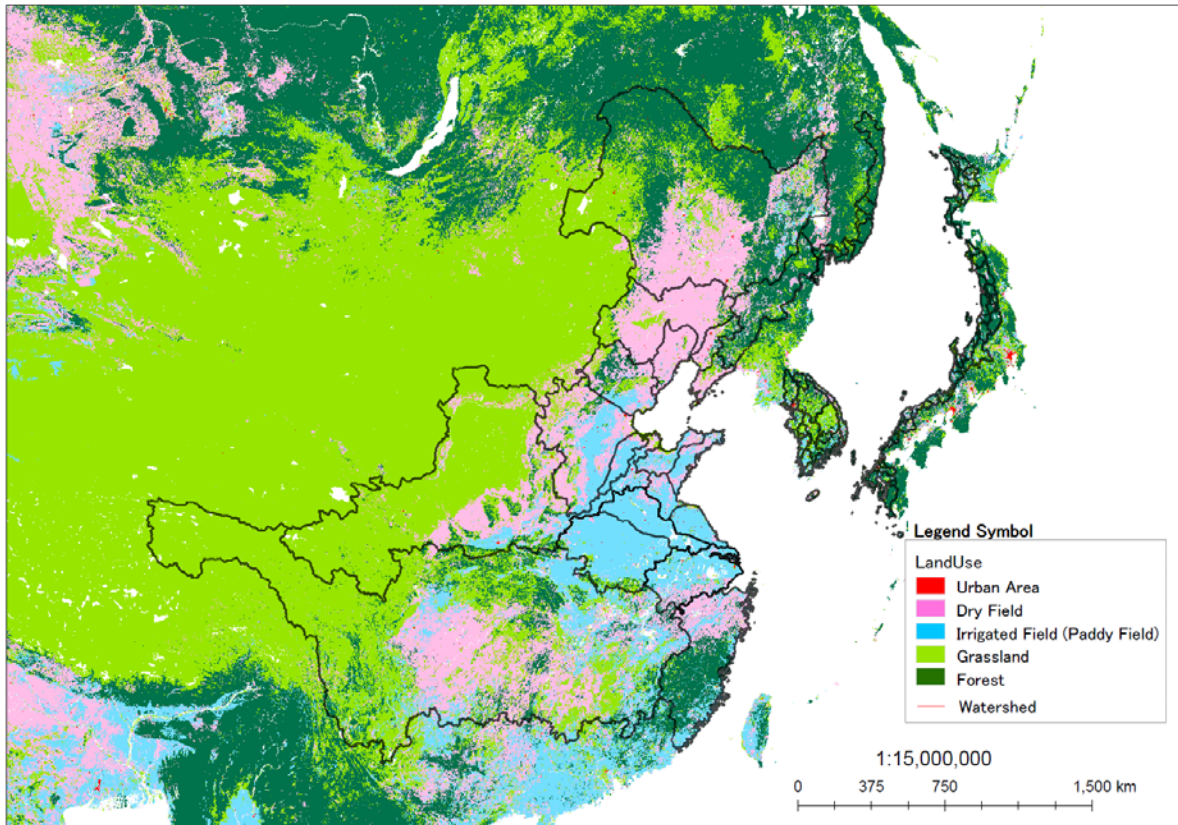 Legend Symbol
LandUse
Urban Area
Dry Field
Irrigated Field (Paddy Field)
Grassland
Forest
Watershed
1:15,000,000
0 375 750 1,500 km